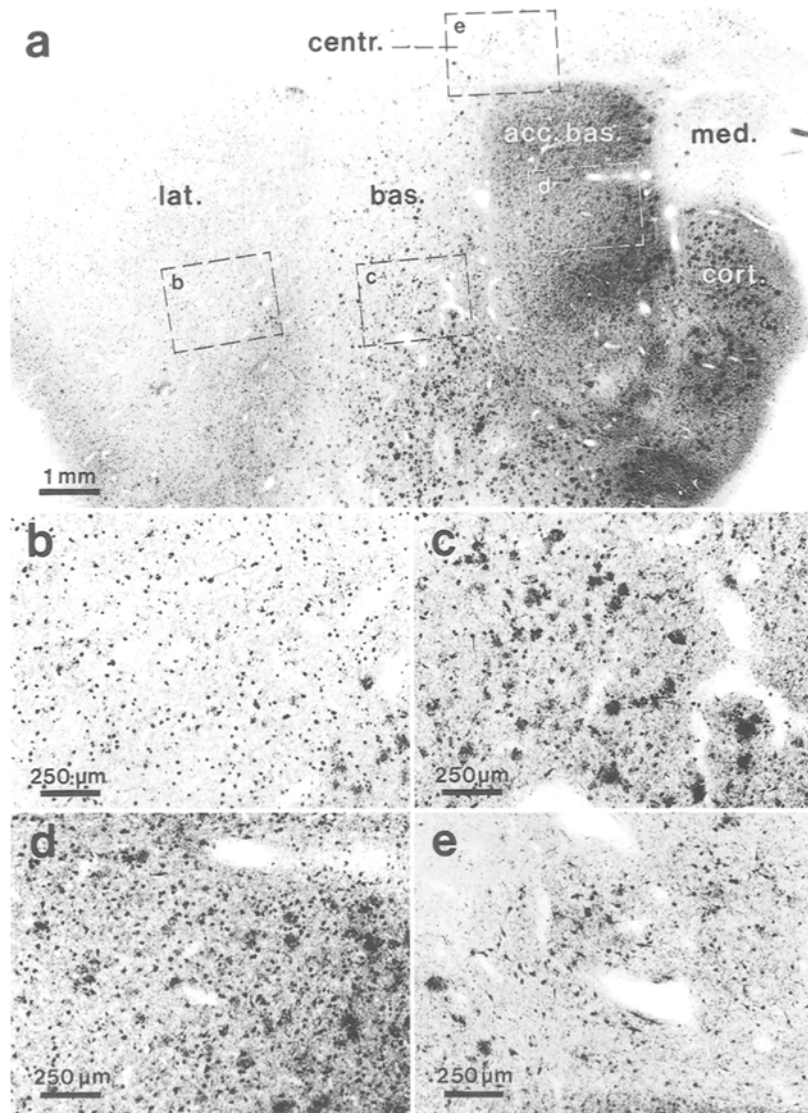 a
e
centr.
acc. bas.
med.
d
lat.
bas.
b
c
cort.
1 mm
b
c
250 µm
250 µm
d
e
250 µm
250 µm